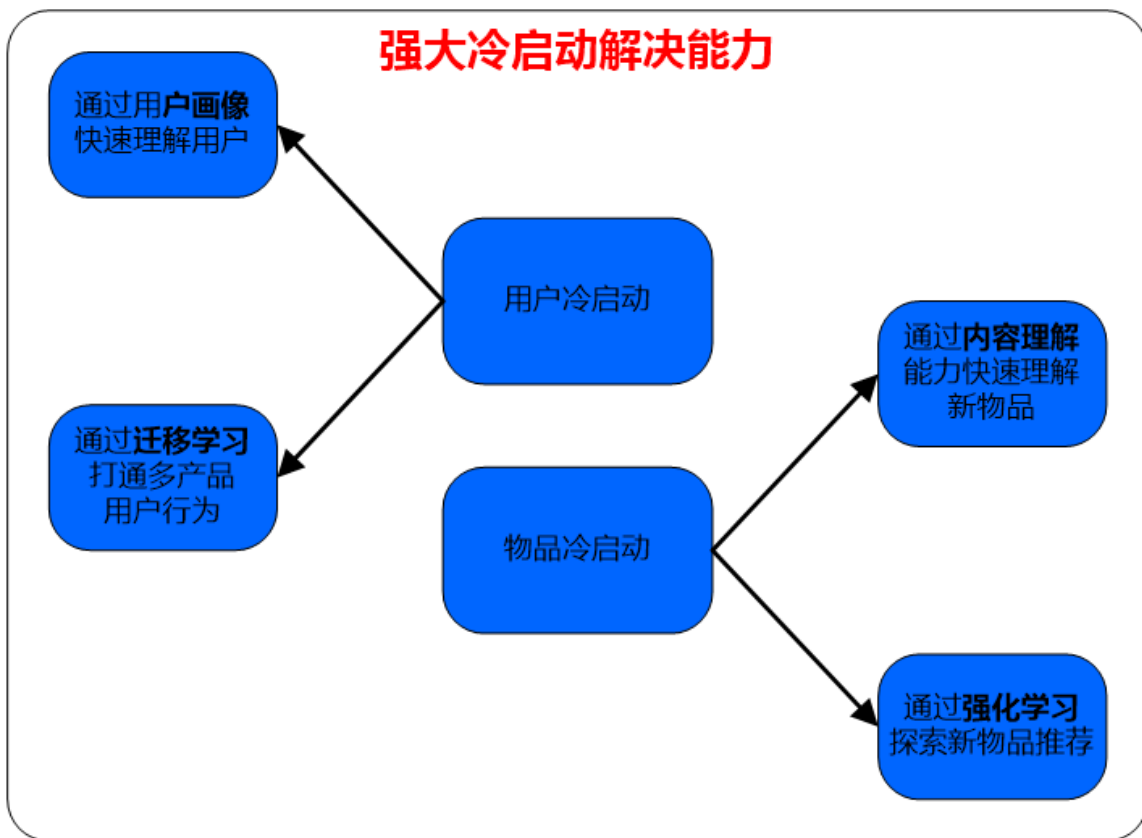 强大冷启动解决能力
通过用户画像
快速理解用户
用户冷启动
通过迁移学习
打通多产品
用户行为
通过内容理解
能力快速理解
新物品
物品冷启动
通过强化学习
探索新物品推荐